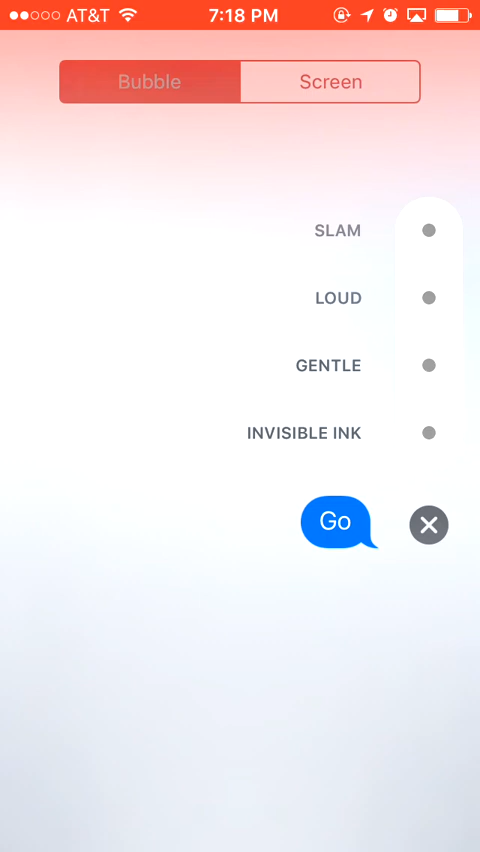 AT&T 7:18 PM
Bubble Screen
SLAM
LOUD
GENTLE
INVISIBLE INK
Go